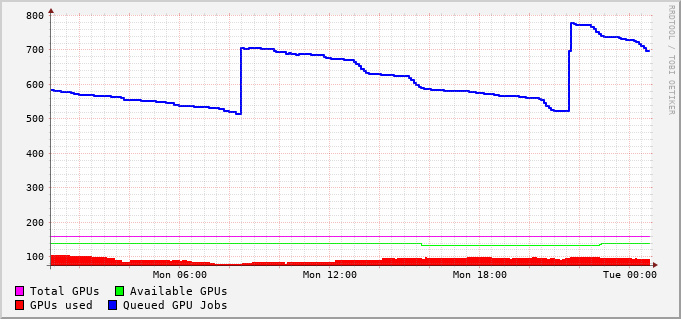 800
700
600
500
400
300
200
100
Mon 06:00 Mon 12:00 Mon 18:00 Tue 00:00
Total GPUs Available GPUs
GPUs used Queued GPU Jobs
RRDTOOL / TOBI OETIKER